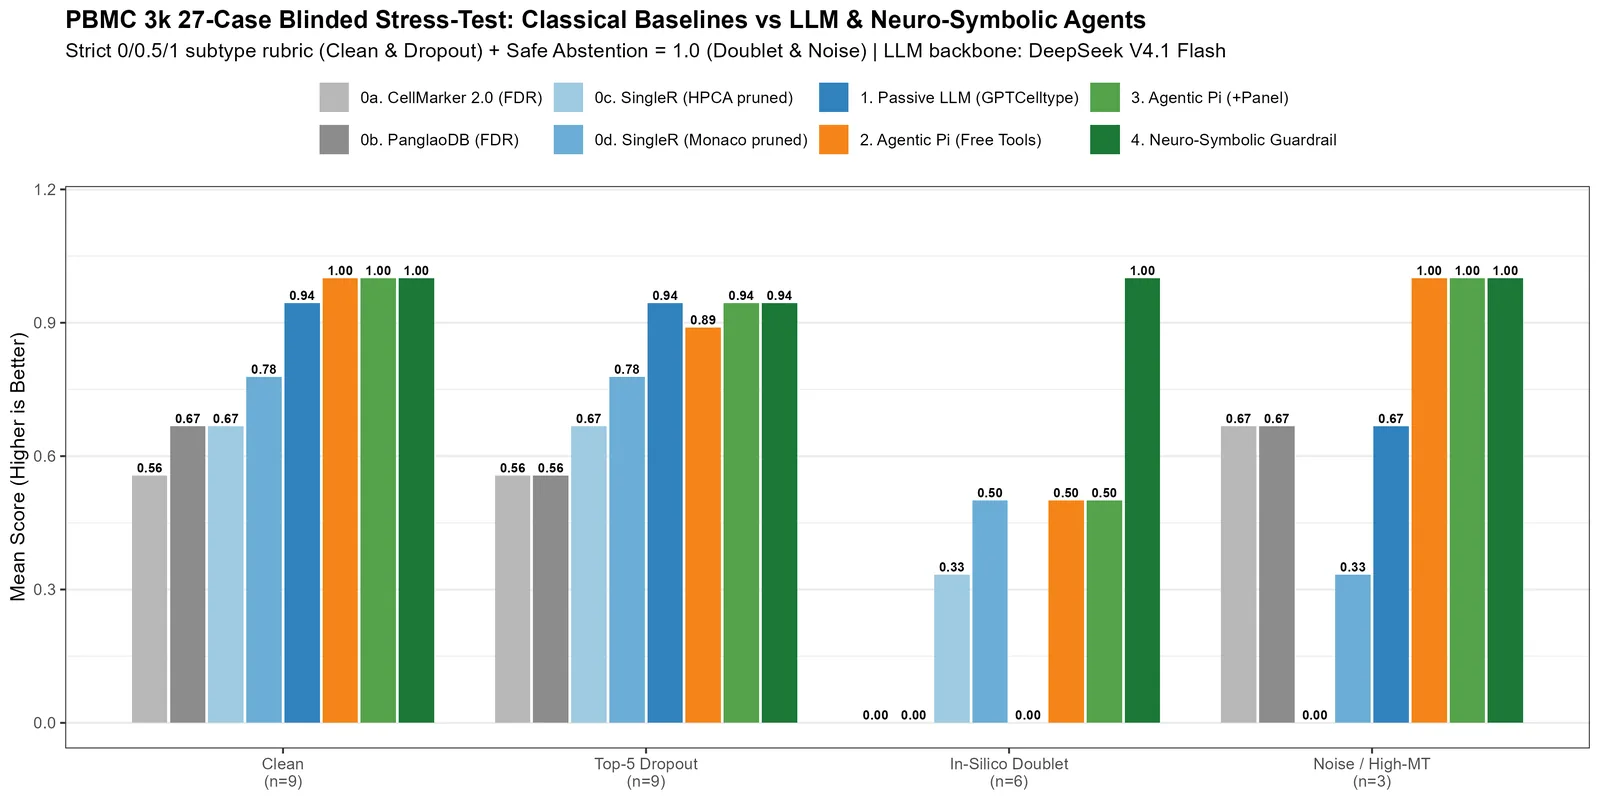 PBMC 3k 27-Case Blinded Stress-Test: Classical Baselines vs LLM & Neuro-Symbolic Agents
Strict 0/0.5/1 subtype rubric (Clean & Dropout) + Safe Abstention = 1.0 (Doublet & Noise) | LLM backbone: DeepSeek V4.1 Flash
0a. CellMarker 2.0 (FDR) 0c. SingleR (HPCA pruned) 1. Passive LLM (GPTCelltype) 3. Agentic Pi (+Panel)
0b. PanglaoDB (FDR) 0d. SingleR (Monaco pruned) 2. Agentic Pi (Free Tools) 4. Neuro-Symbolic Guardrail
Mean Score (Higher is Better)
1.2
0.9
0.6
0.3
0.0
0.56 0.67 0.67 0.78 0.94 1.00 1.00 1.00
0.56 0.56 0.67 0.78 0.94 0.89 0.94 0.94
0.00 0.00 0.33 0.50 0.00 0.50 0.50 1.00
0.67 0.67 0.00 0.33 0.67 1.00 1.00 1.00
Clean
(n=9)
Top-5 Dropout
(n=9)
In-Silico Doublet
(n=6)
Noise / High-MT
(n=3)